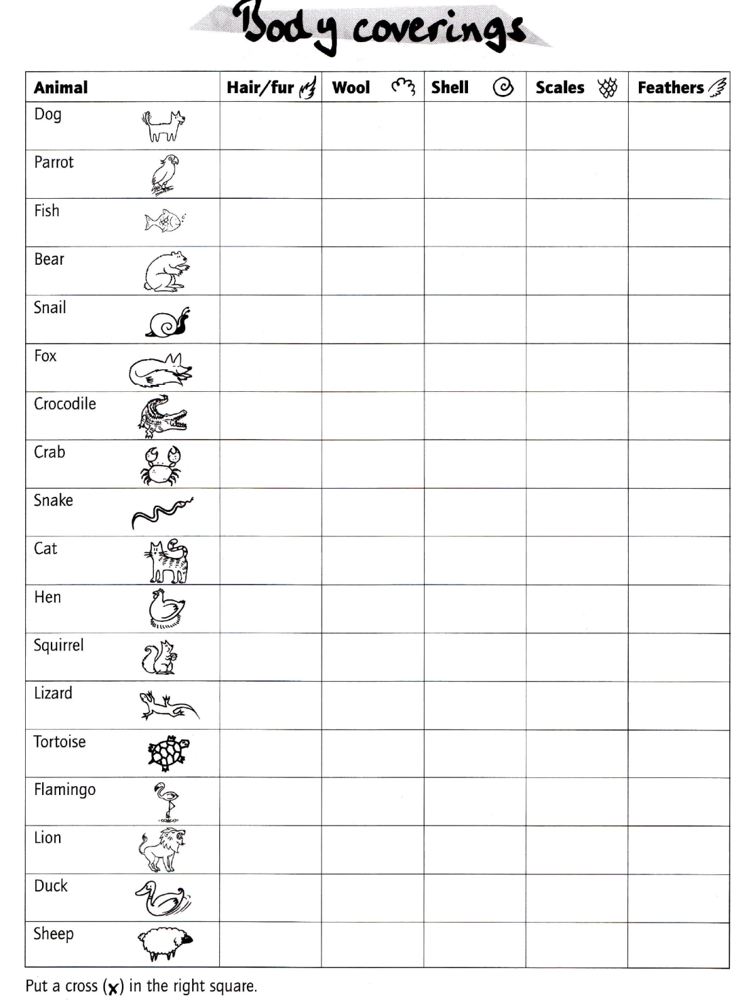 Body coverings
Animal Hair/fur Wool Shell Scales Feathers
Dog
Parrot
Fish
Bear
Snail
Fox
Crocodile
Crab
Snake
Cat
Hen
Squirrel
Lizard
Tortoise
Flamingo
Lion
Duck
Sheep
Put a cross (x) in the right square.